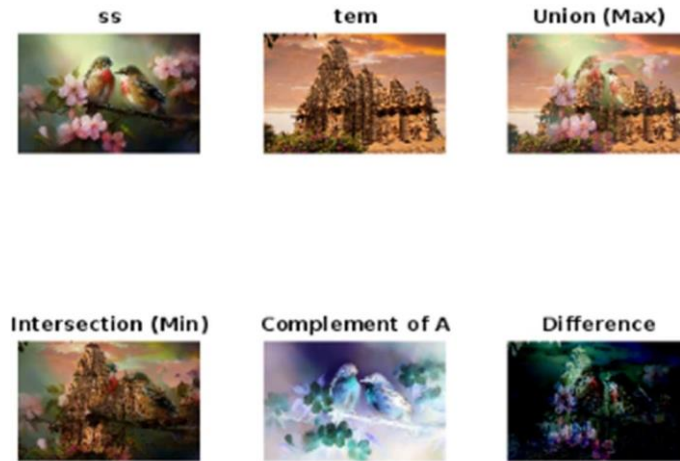 ss
tem
Union (Max)
Intersection (Min)
Complement of A
Difference